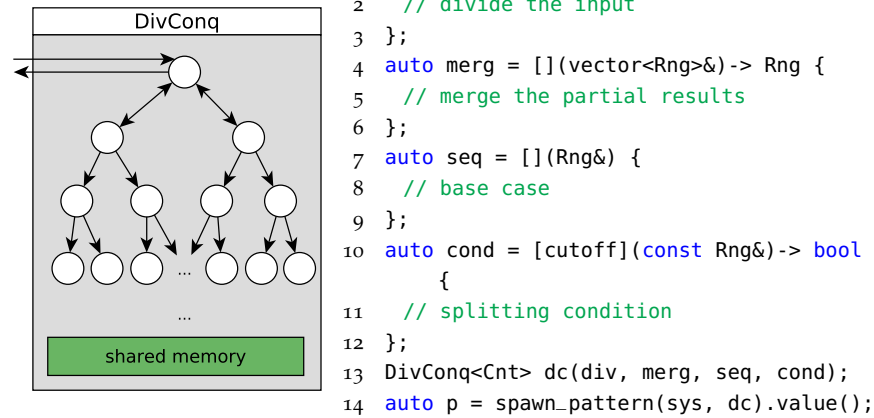 DivConq
...
...
shared memory
2 // divide the input
3 };
4 auto merg = [](vector<Rng>&)-> Rng {
5 // merge the partial results
6 };
7 auto seq = [](Rng&) {
8 // base case
9 };
10 auto cond = [cutoff](const Rng&)-> bool
{
11 // splitting condition
12 };
13 DivConq<Cnt> dc(div, merg, seq, cond);
14 auto p = spawn_pattern(sys, dc).value();